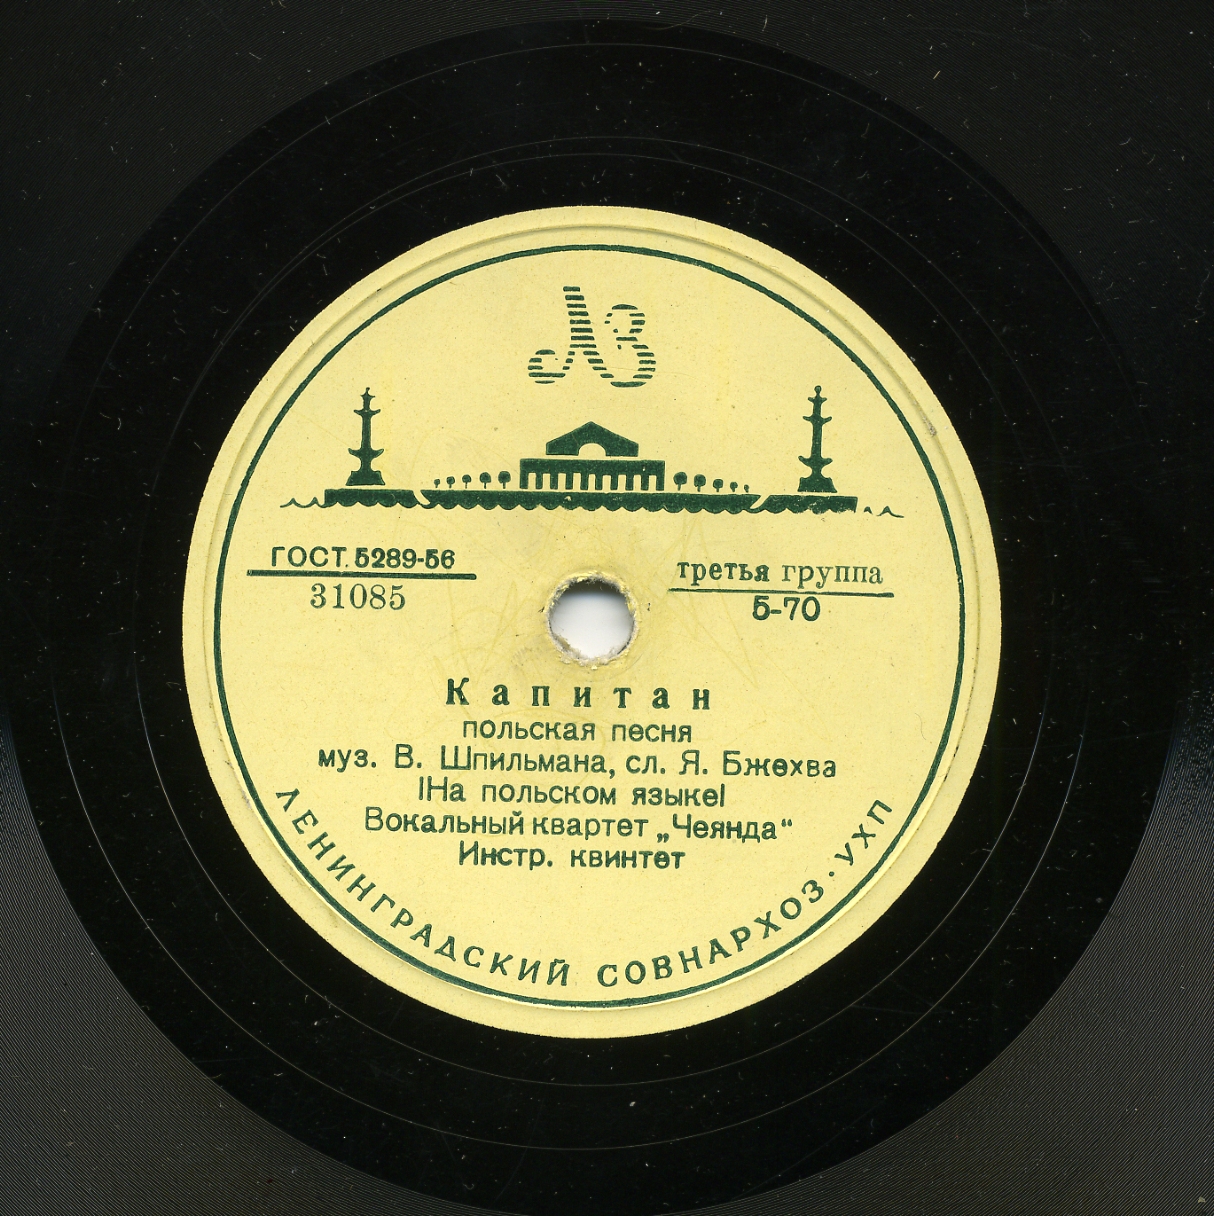 ЛЗ
ГОСТ. 5289-56
31085
третья группа
5-70
Капитан
польская песня
муз. В. Шпильмана, сл. Я. Бжехва
|На польском языке|
Вокальный квартет „Чеянда“
Инстр. квинтет
ЛЕНИНГРАДСКИЙ СОВНАРХОЗ · УХП